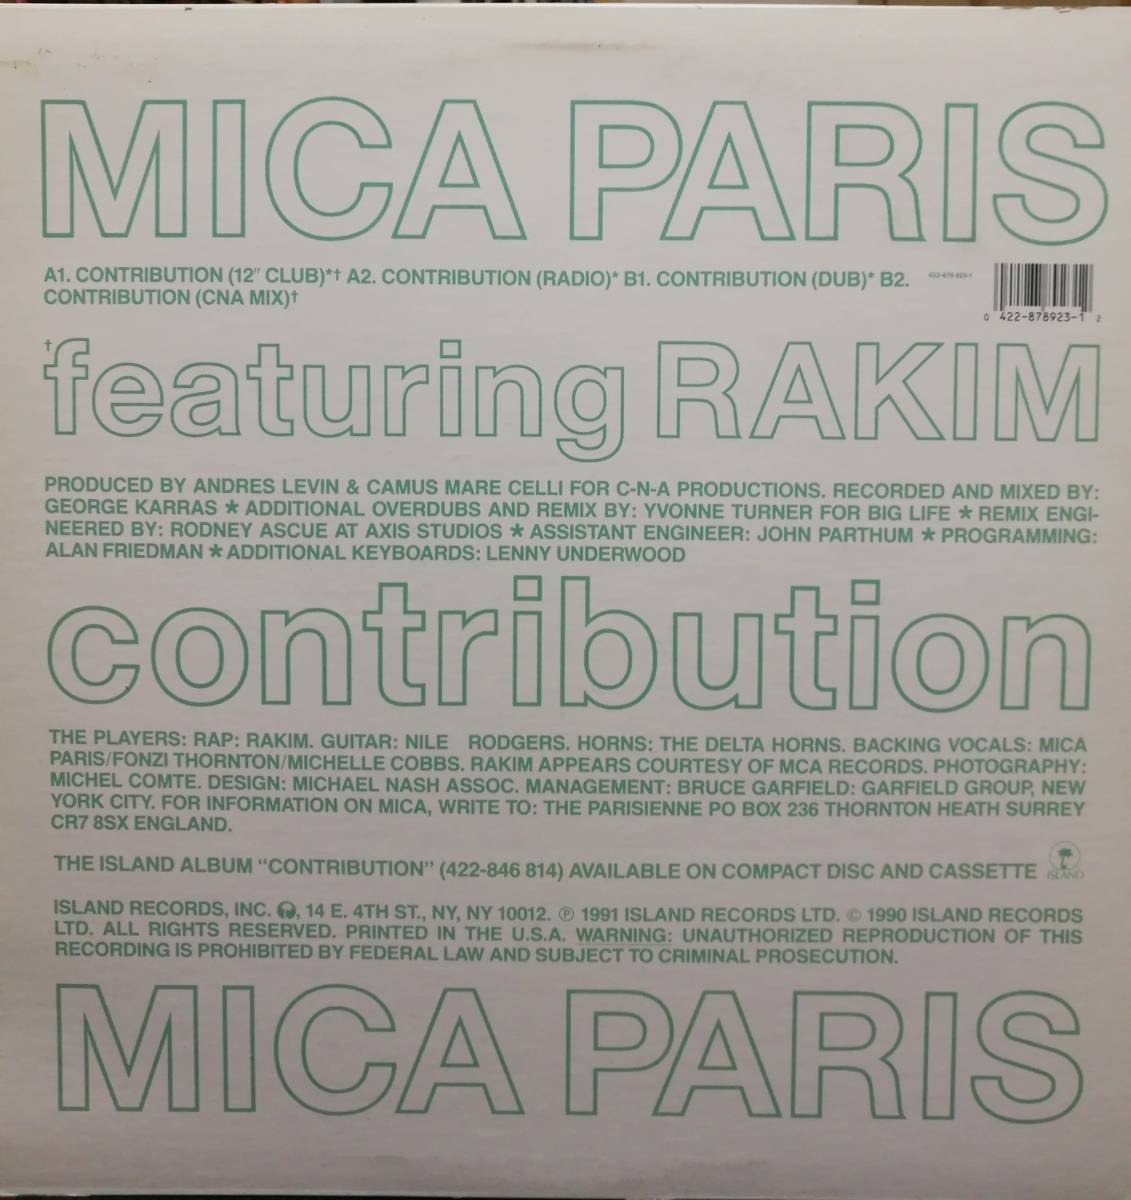 MICA PARIS
A1. CONTRIBUTION (12" CLUB)*† A2. CONTRIBUTION (RADIO)* B1. CONTRIBUTION (DUB)* B2.
CONTRIBUTION (CNA MIX)†
422-878 923-1
0 422-878923-1 2
†featuring RAKIM
PRODUCED BY ANDRES LEVIN & CAMUS MARE CELLI FOR C-N-A PRODUCTIONS. RECORDED AND MIXED BY:
GEORGE KARRAS ★ ADDITIONAL OVERDUBS AND REMIX BY: YVONNE TURNER FOR BIG LIFE ★ REMIX ENGI-
NEERED BY: RODNEY ASCUE AT AXIS STUDIOS ★ ASSISTANT ENGINEER: JOHN PARTHUM ★ PROGRAMMING:
ALAN FRIEDMAN ★ ADDITIONAL KEYBOARDS: LENNY UNDERWOOD
contribution
THE PLAYERS: RAP: RAKIM. GUITAR: NILE RODGERS. HORNS: THE DELTA HORNS. BACKING VOCALS: MICA
PARIS/FONZI THORNTON/MICHELLE COBBS. RAKIM APPEARS COURTESY OF MCA RECORDS. PHOTOGRAPHY:
MICHEL COMTE. DESIGN: MICHAEL NASH ASSOC. MANAGEMENT: BRUCE GARFIELD: GARFIELD GROUP, NEW
YORK CITY. FOR INFORMATION ON MICA, WRITE TO: THE PARISIENNE PO BOX 236 THORNTON HEATH SURREY
CR7 8SX ENGLAND.
THE ISLAND ALBUM "CONTRIBUTION" (422-846 814) AVAILABLE ON COMPACT DISC AND CASSETTE
ISLAND
ISLAND RECORDS, INC. , 14 E. 4TH ST., NY, NY 10012. ℗ 1991 ISLAND RECORDS LTD. © 1990 ISLAND RECORDS
LTD. ALL RIGHTS RESERVED. PRINTED IN THE U.S.A. WARNING: UNAUTHORIZED REPRODUCTION OF THIS
RECORDING IS PROHIBITED BY FEDERAL LAW AND SUBJECT TO CRIMINAL PROSECUTION.
MICA PARIS